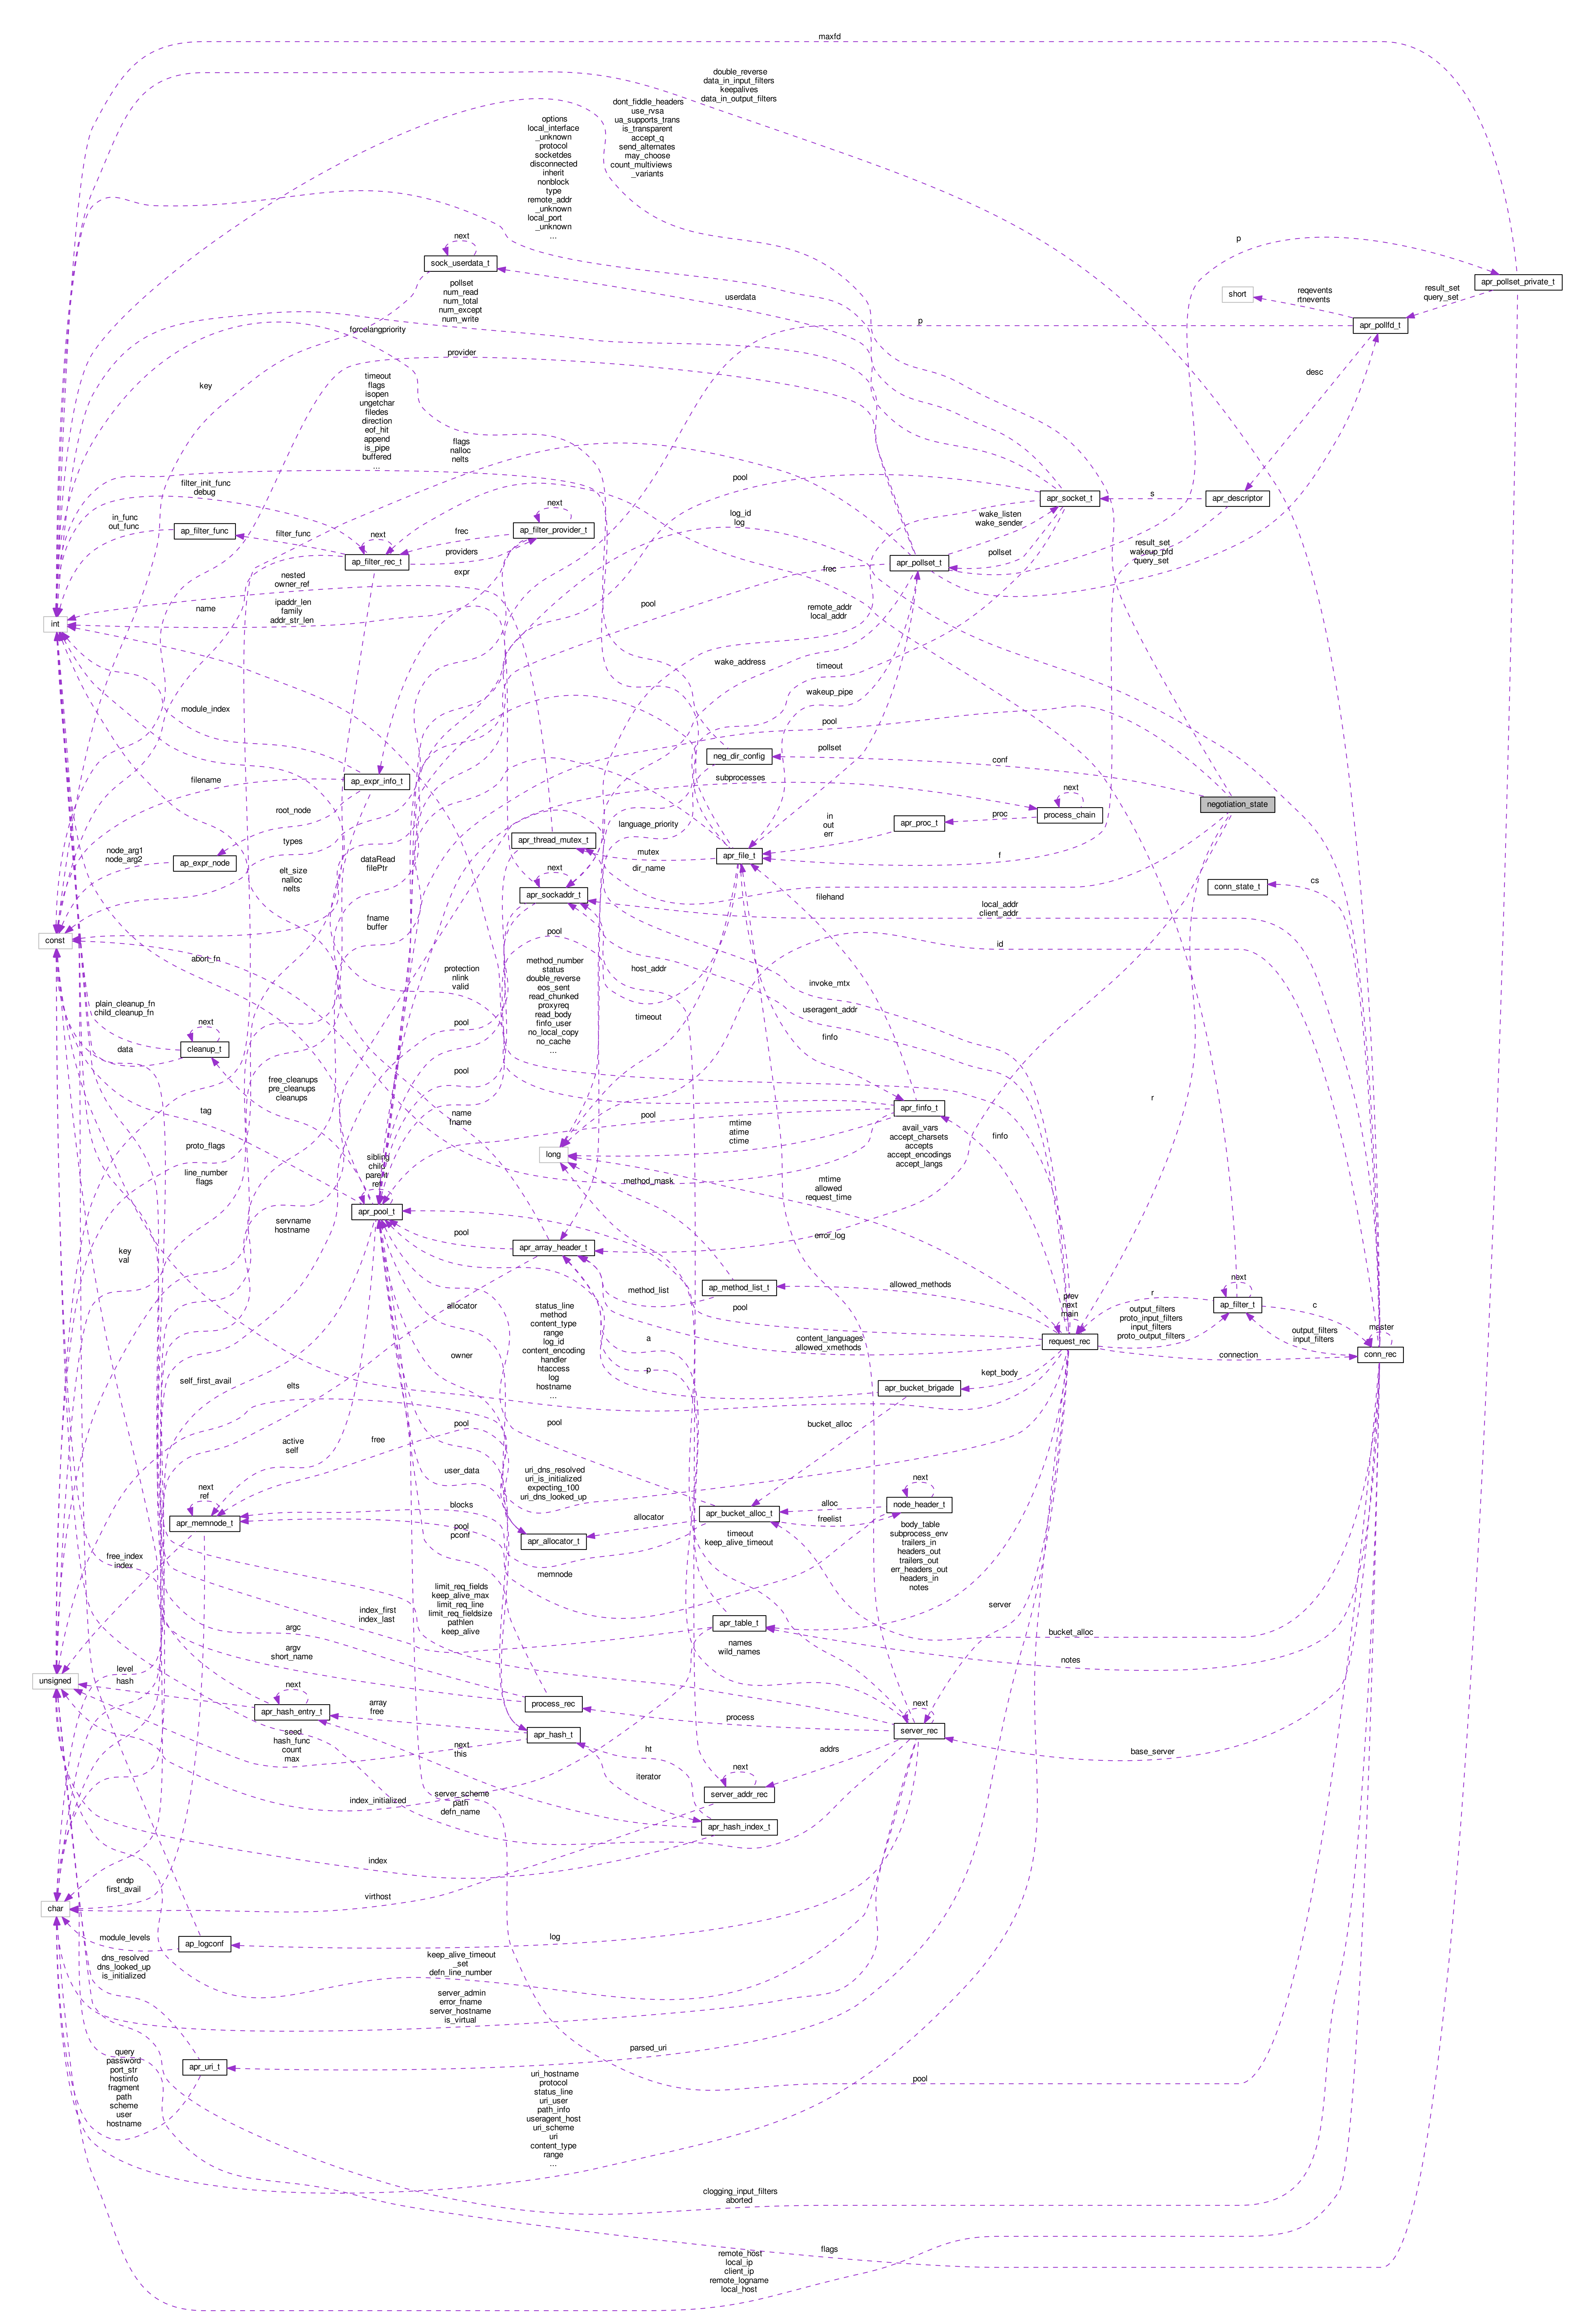 maxfd
double_reverse
data_in_input_filters
keepalives
data_in_output_filters
dont_fiddle_headers
use_rvsa
ua_supports_trans
is_transparent
accept_q
send_alternates
may_choose
count_multiviews
_variants
options
local_interface
_unknown
protocol
socketdes
disconnected
inherit
nonblock
type
remote_addr
_unknown
local_port
_unknown
...
next
sock_userdata_t
p
apr_pollset_private_t
short
reqevents
rtnevents
result_set
query_set
apr_pollfd_t
userdata
pollset
num_read
num_total
num_except
num_write
forcelangpriority
p
provider
key
desc
timeout
flags
isopen
ungetchar
filedes
direction
eof_hit
append
is_pipe
buffered
...
flags
nalloc
nelts
pool
filter_init_func
debug
s
apr_descriptor
apr_socket_t
in_func
out_func
ap_filter_func
filter_func
next
ap_filter_rec_t
frec
providers
next
ap_filter_provider_t
log_id
log
wake_listen
wake_sender
pollset
apr_pollset_t
result_set
wakeup_pfd
query_set
nested
owner_ref
expr
frec
name
ipaddr_len
family
addr_str_len
int
pool
remote_addr
local_addr
wake_address
timeout
module_index
wakeup_pipe
pool
neg_dir_config
pollset
conf
filename
ap_expr_info_t
subprocesses
negotiation_state
root_node
next
process_chain
proc
apr_proc_t
in
out
err
language_priority
types
apr_thread_mutex_t
mutex
apr_file_t
node_arg1
node_arg2
ap_expr_node
dataRead
filePtr
f
dir_name
elt_size
nalloc
nelts
next
apr_sockaddr_t
filehand
conn_state_t
cs
local_addr
client_addr
fname
buffer
const
pool
id
abort_fn
protection
nlink
valid
method_number
status
double_reverse
eos_sent
read_chunked
proxyreq
read_body
finfo_user
no_local_copy
no_cache
...
host_addr
invoke_mtx
plain_cleanup_fn
child_cleanup_fn
useragent_addr
timeout
next
cleanup_t
data
pool
finfo
free_cleanups
pre_cleanups
cleanups
pool
r
tag
name
fname
apr_finfo_t
pool
mtime
atime
ctime
avail_vars
accept_charsets
accepts
accept_encodings
accept_langs
finfo
proto_flags
long
sibling
child
parent
ref
line_number
flags
method_mask
mtime
allowed
request_time
apr_pool_t
servname
hostname
pool
apr_array_header_t
error_log
key
val
ap_method_list_t
allowed_methods
method_list
next
ap_filter_t
r
c
allocator
pool
prev
next
main
request_rec
output_filters
proto_input_filters
input_filters
proto_output_filters
output_filters
input_filters
master
conn_rec
connection
status_line
method
content_type
range
log_id
content_encoding
handler
htaccess
log
hostname
...
a
content_languages
allowed_xmethods
owner
p
kept_body
apr_bucket_brigade
self_first_avail
elts
bucket_alloc
pool
pool
free
active
self
user_data
uri_dns_resolved
uri_is_initialized
expecting_100
uri_dns_looked_up
next
node_header_t
next
ref
blocks
alloc
apr_bucket_alloc_t
freelist
apr_memnode_t
allocator
apr_allocator_t
pool
pconf
timeout
keep_alive_timeout
body_table
subprocess_env
trailers_in
headers_out
trailers_out
err_headers_out
headers_in
notes
free_index
index
memnode
limit_req_fields
keep_alive_max
limit_req_line
limit_req_fieldsize
pathlen
keep_alive
server
index_first
index_last
apr_table_t
bucket_alloc
argc
names
wild_names
notes
argv
short_name
level
hash
unsigned
next
apr_hash_entry_t
array
free
process_rec
process
next
server_rec
apr_hash_t
seed
hash_func
count
max
next
this
ht
addrs
base_server
iterator
next
server_addr_rec
index_initialized
server_scheme
path
defn_name
apr_hash_index_t
index
endp
first_avail
virthost
char
module_levels
ap_logconf
log
dns_resolved
dns_looked_up
is_initialized
keep_alive_timeout
_set
defn_line_number
server_admin
error_fname
server_hostname
is_virtual
parsed_uri
query
password
port_str
hostinfo
fragment
path
scheme
user
hostname
apr_uri_t
pool
uri_hostname
protocol
status_line
uri_user
path_info
useragent_host
uri_scheme
uri
content_type
range
...
clogging_input_filters
aborted
flags
remote_host
local_ip
client_ip
remote_logname
local_host